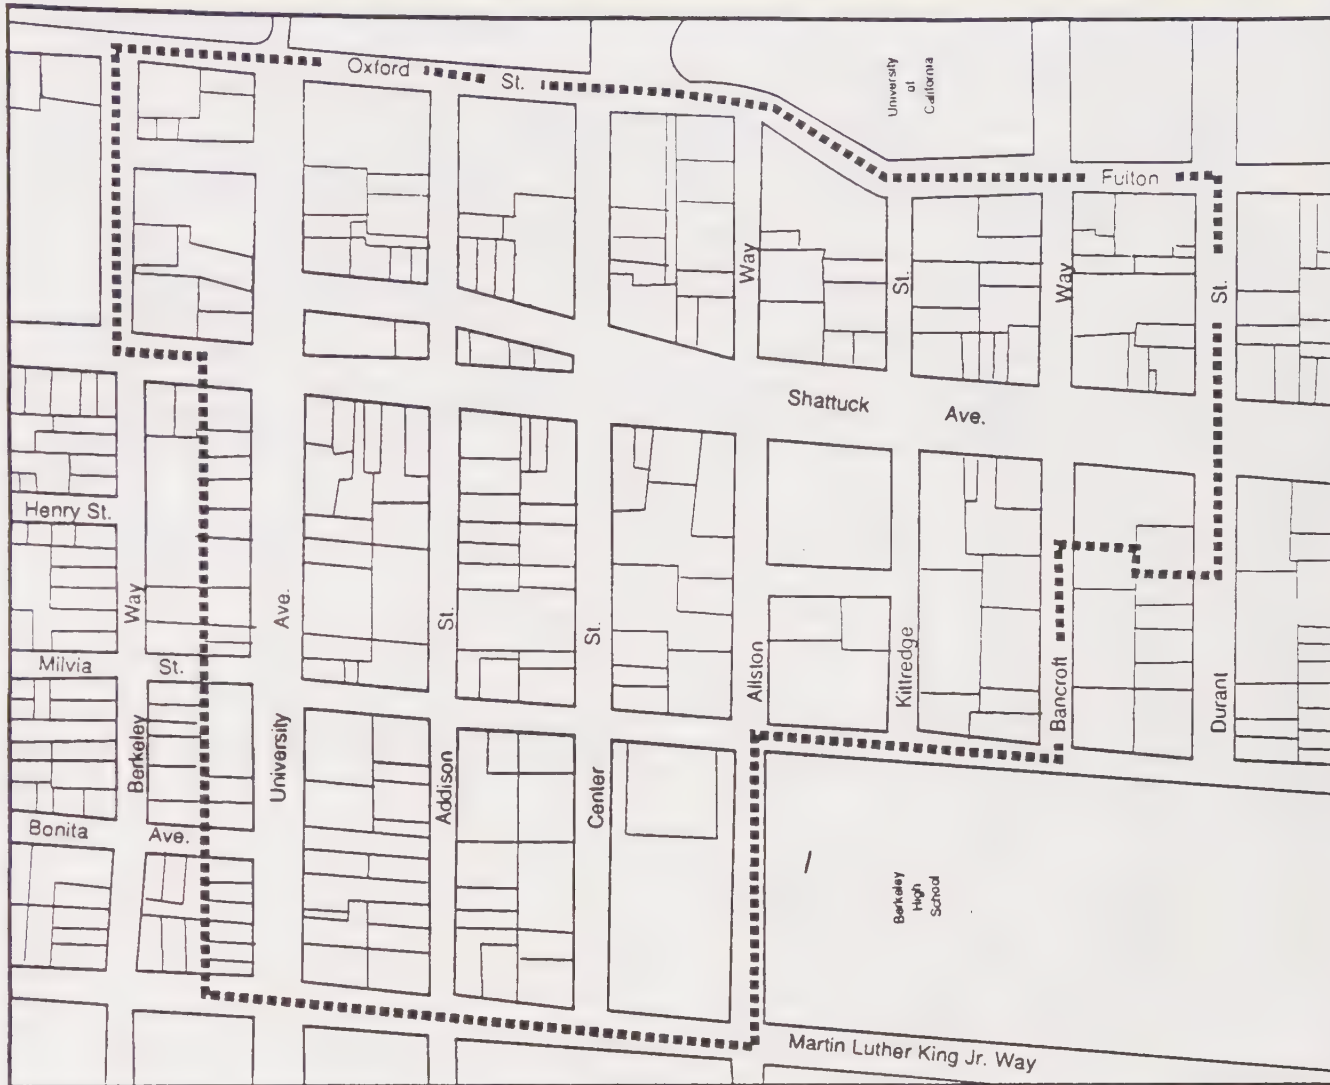 University
of
California
Oxford
St.
Fulton
Way
St.
Way
St.
Shattuck
Ave.
Henry St.
Way
Ave.
St.
St.
Milvia
St.
Allston
Kittredge
Bancroft
Durant
Berkeley
University
Addison
Center
Bonita
Ave.
Berkeley
High
School
Martin Luther King Jr. Way